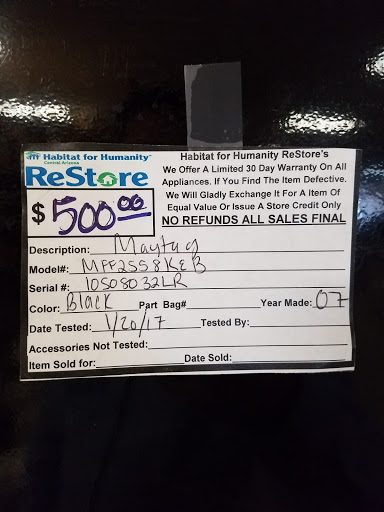 Habitat for Humanity
Central Arizona
ReStore
$ 500.00
Habitat for Humanity ReStore's
We Offer A Limited 30 Day Warranty On All
Appliances. If You Find The Item Defective.
We Will Gladly Exchange It For A Item Of
Equal Value Or Issue A Store Credit Only
NO REFUNDS ALL SALES FINAL
Description: Maytag
Model#: MFF2558KEB
Serial #: 10508032LR
Color: Black Part Bag# Year Made: 07
Date Tested: 1/20/17 Tested By:
Accessories Not Tested:
Item Sold for: Date Sold: